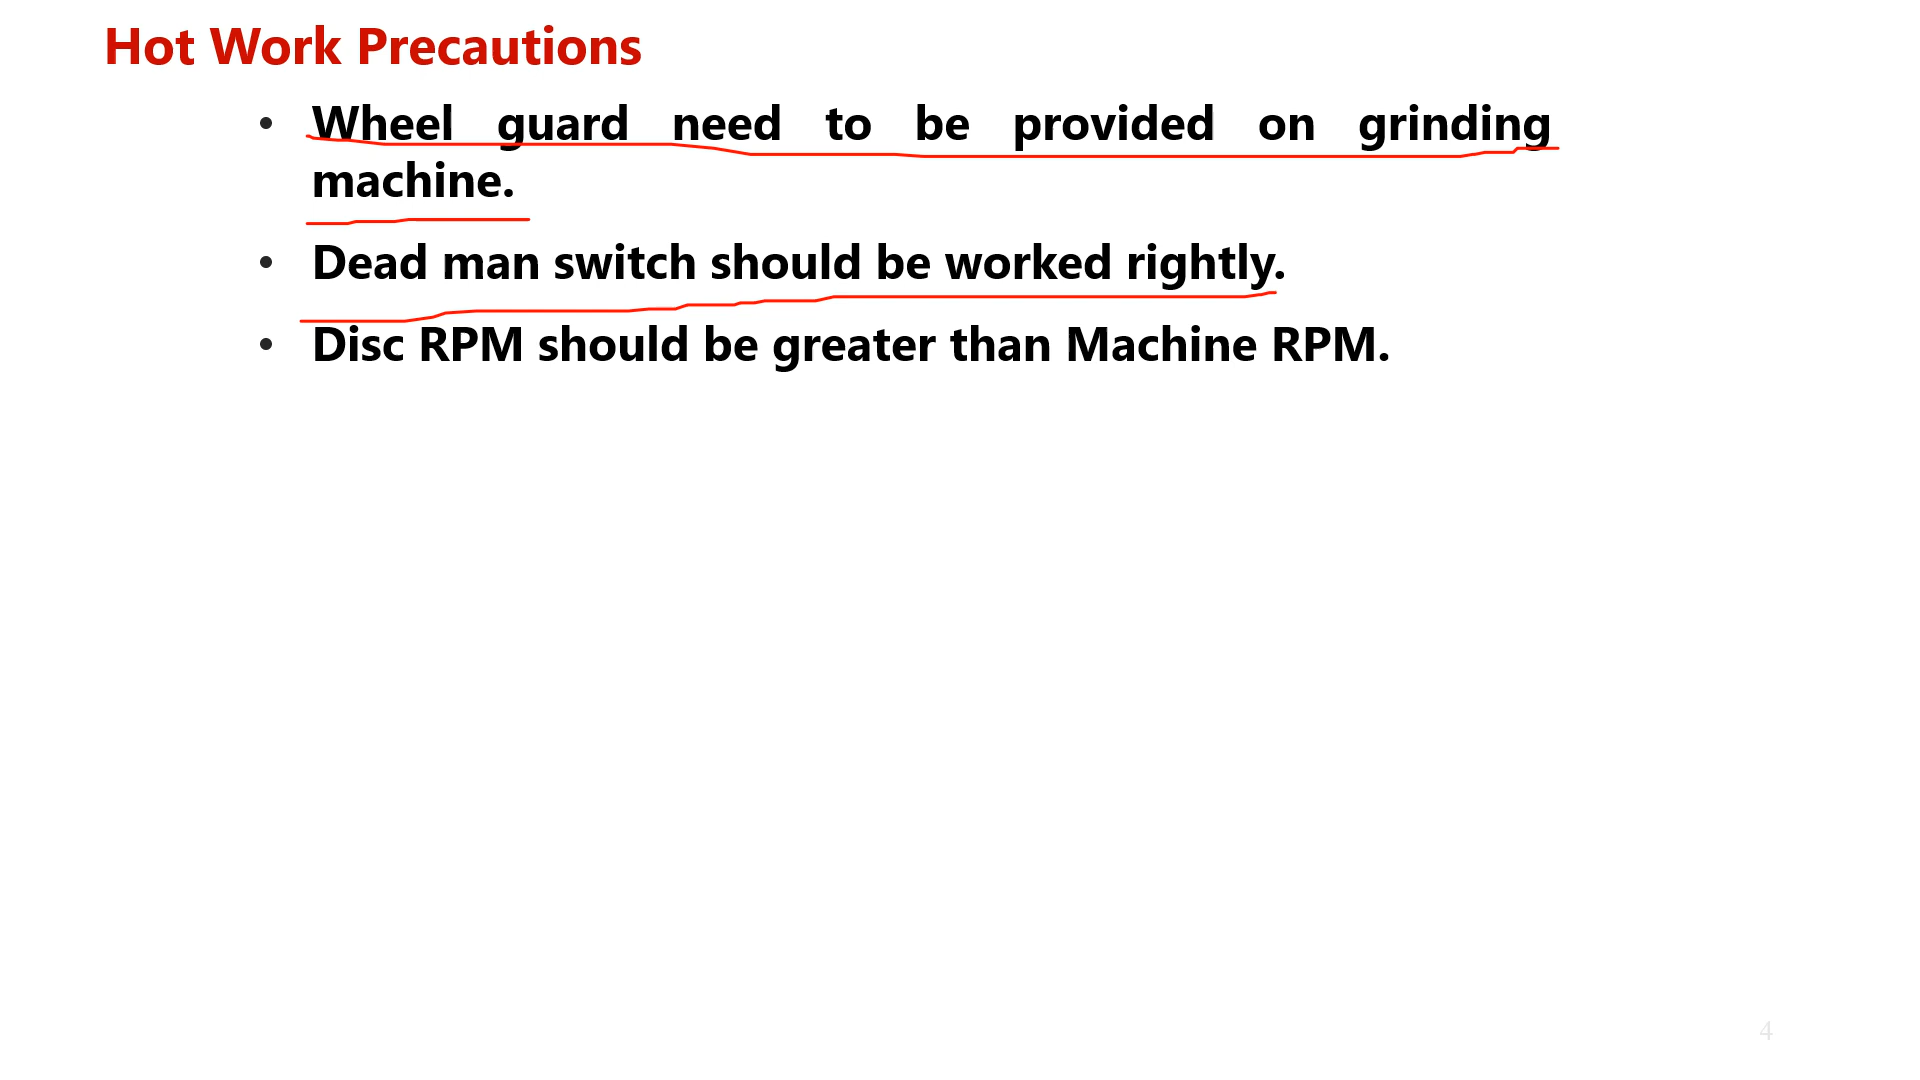 Hot Work Precautions
• Wheel guard need to be provided on grinding
machine.
• Dead man switch should be worked rightly.
• Disc RPM should be greater than Machine RPM.
4